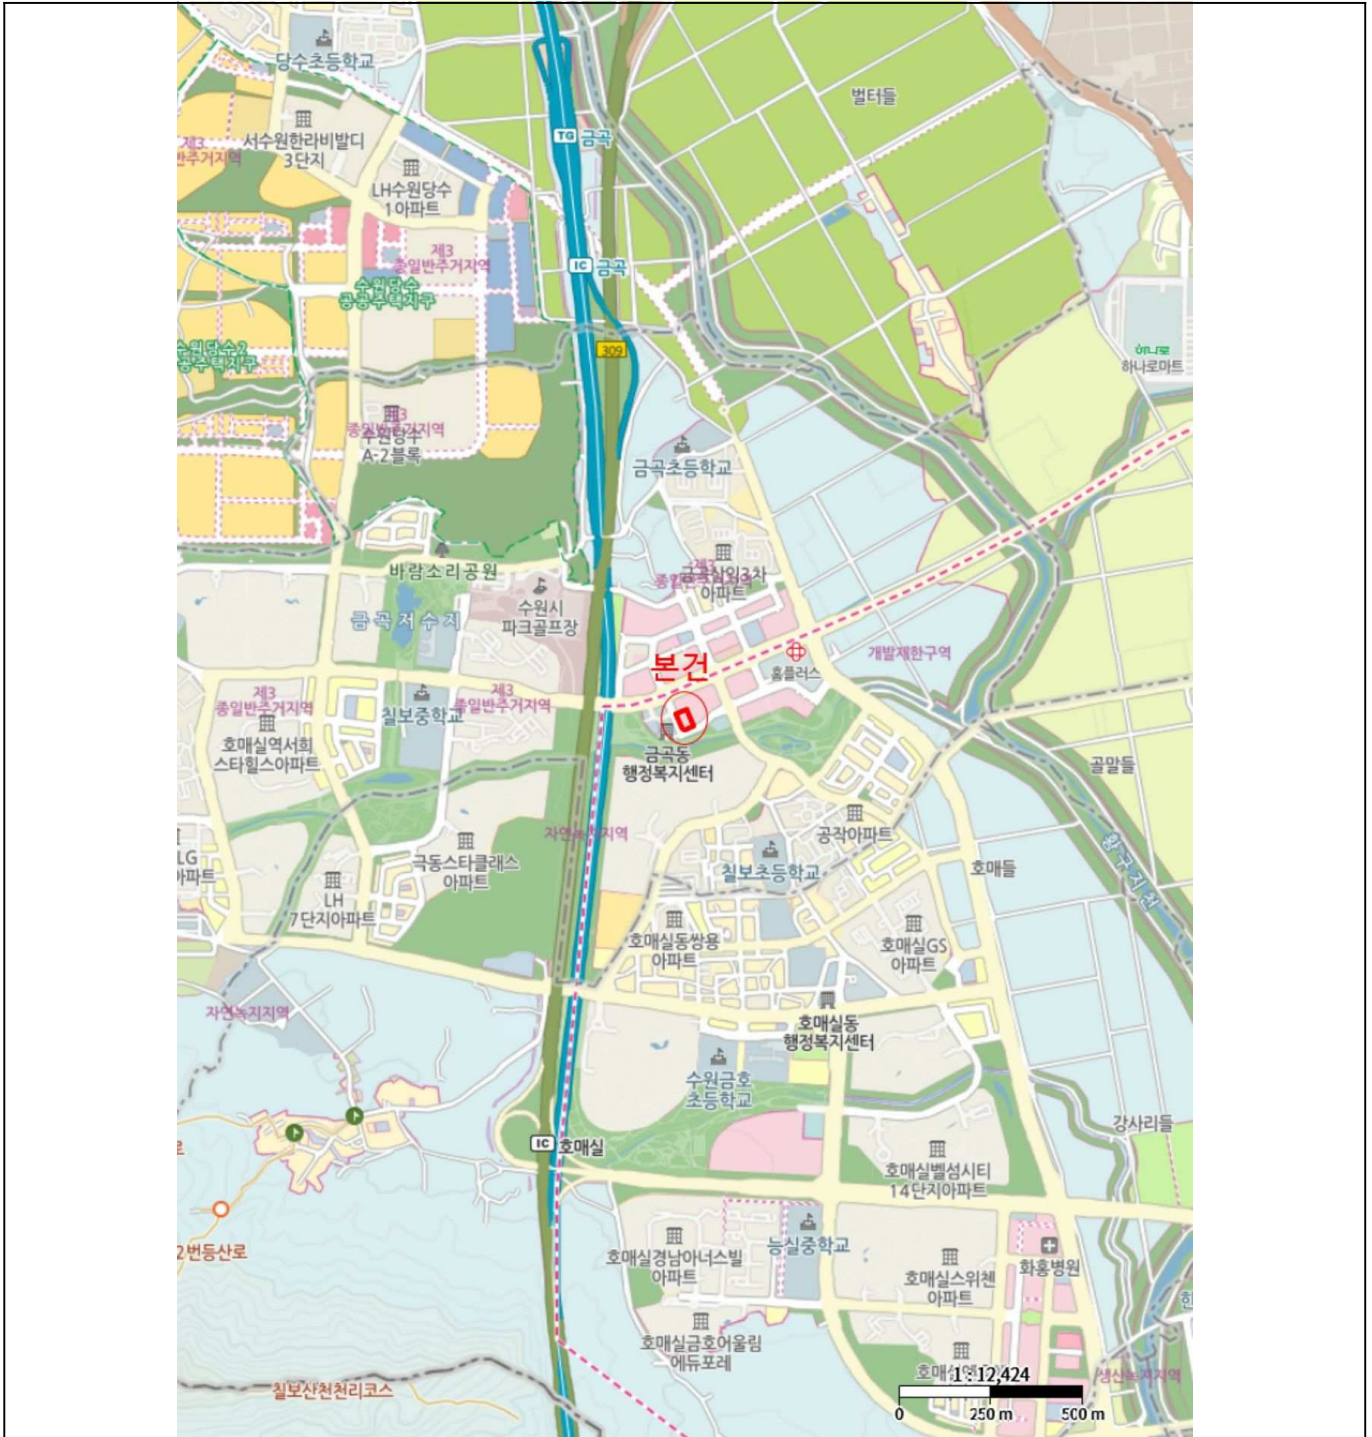 당수초등학교
벌터들
서수원한라비발디
3단지
TG 금곡
제3
LH수원당수
1아파트
제3
종일반주거지역
수원당수
공공주택지구
IC 금곡
309
하나로
하나로마트
제3
종일반주거지역
수원당수
A-2블록
금곡초등학교
제3
아파트
바람소리공원
수원시
파크골프장
금곡저수지
본건
홈플러스
개발제한구역
제3
종일반주거지역
칠보중학교
제3
종일반주거지역
호매실역서희
스타힐스아파트
금곡동
행정복지센터
골말들
자연녹지지역
공작아파트
황구지천
LG
극동스타클래스
아파트
칠보초등학교
호매들
LH
7단지아파트
호매실동쌍용
아파트
호매실GS
아파트
자연녹지지역
호매실동
행정복지센터
수원금호
초등학교
IC 호매실
강사리들
호매실벨섬시티
14단지아파트
2번등산로
호매실경남아너스빌
아파트
능실중학교
화홍병원
호매실스위첸
아파트
호매실금호어울림
에듀포레
1:12,424
생산녹지지역
칠보산천천리코스
0 250 m 500 m